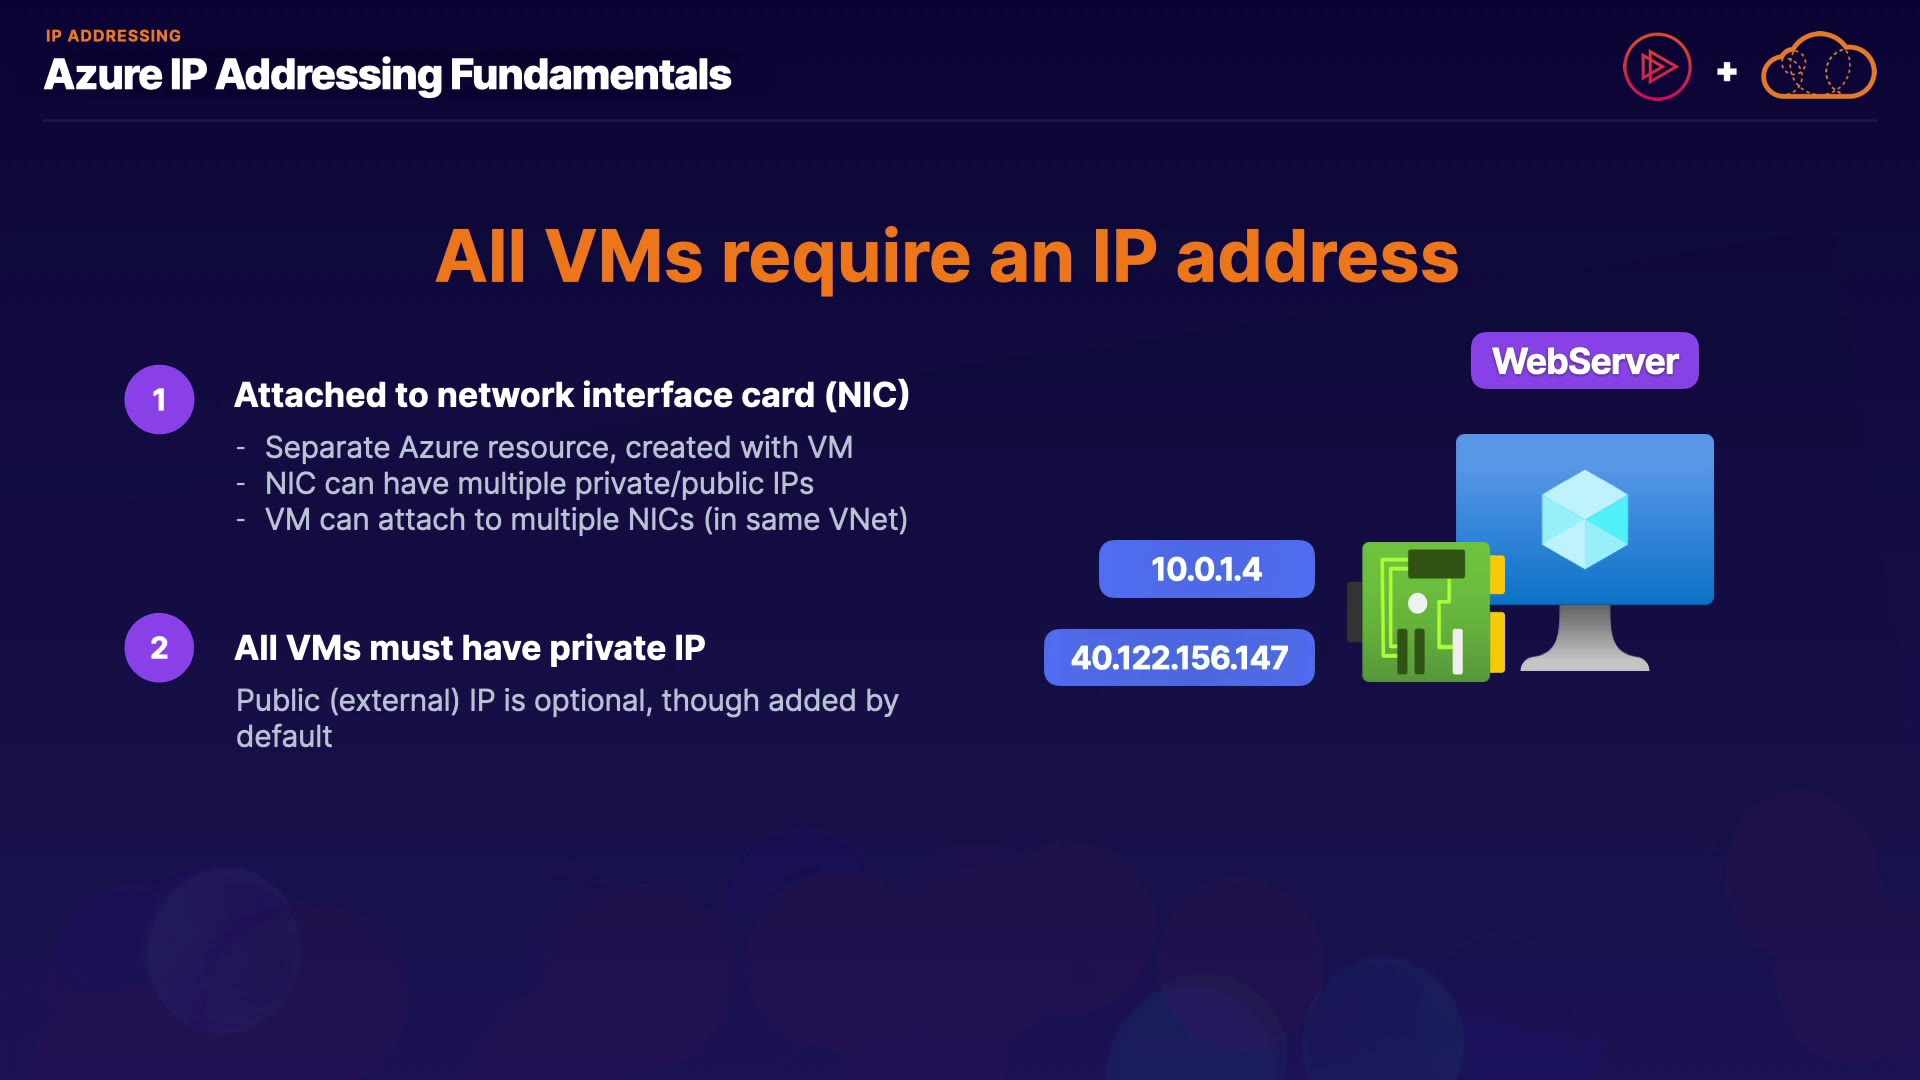 IP ADDRESSING
Azure IP Addressing Fundamentals
+
All VMs require an IP address
WebServer
1
Attached to network interface card (NIC)
- Separate Azure resource, created with VM
- NIC can have multiple private/public IPs
- VM can attach to multiple NICs (in same VNet)
10.0.1.4
40.122.156.147
2
All VMs must have private IP
Public (external) IP is optional, though added by
default